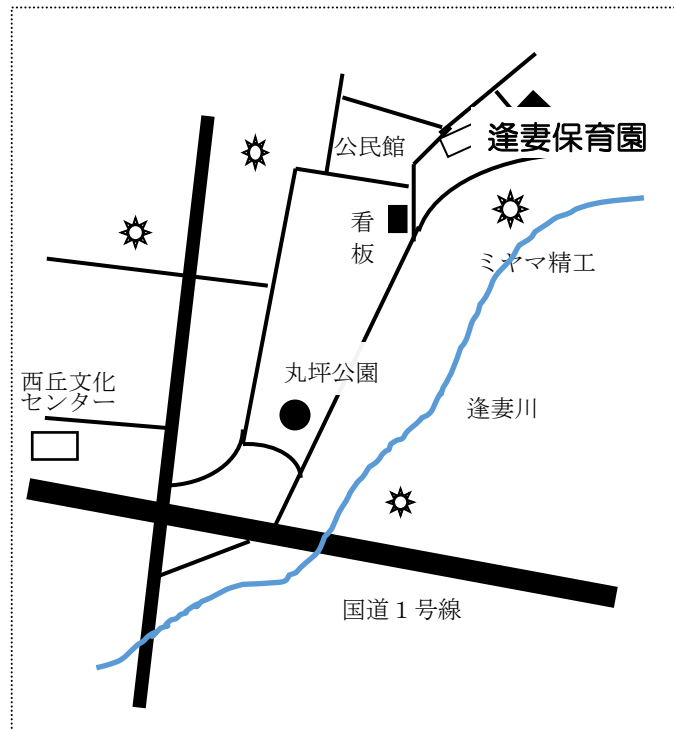 逢妻保育園
公民館
看
板
ミヤマ精工
丸坪公園
西丘文化
センター
逢妻川
国道１号線